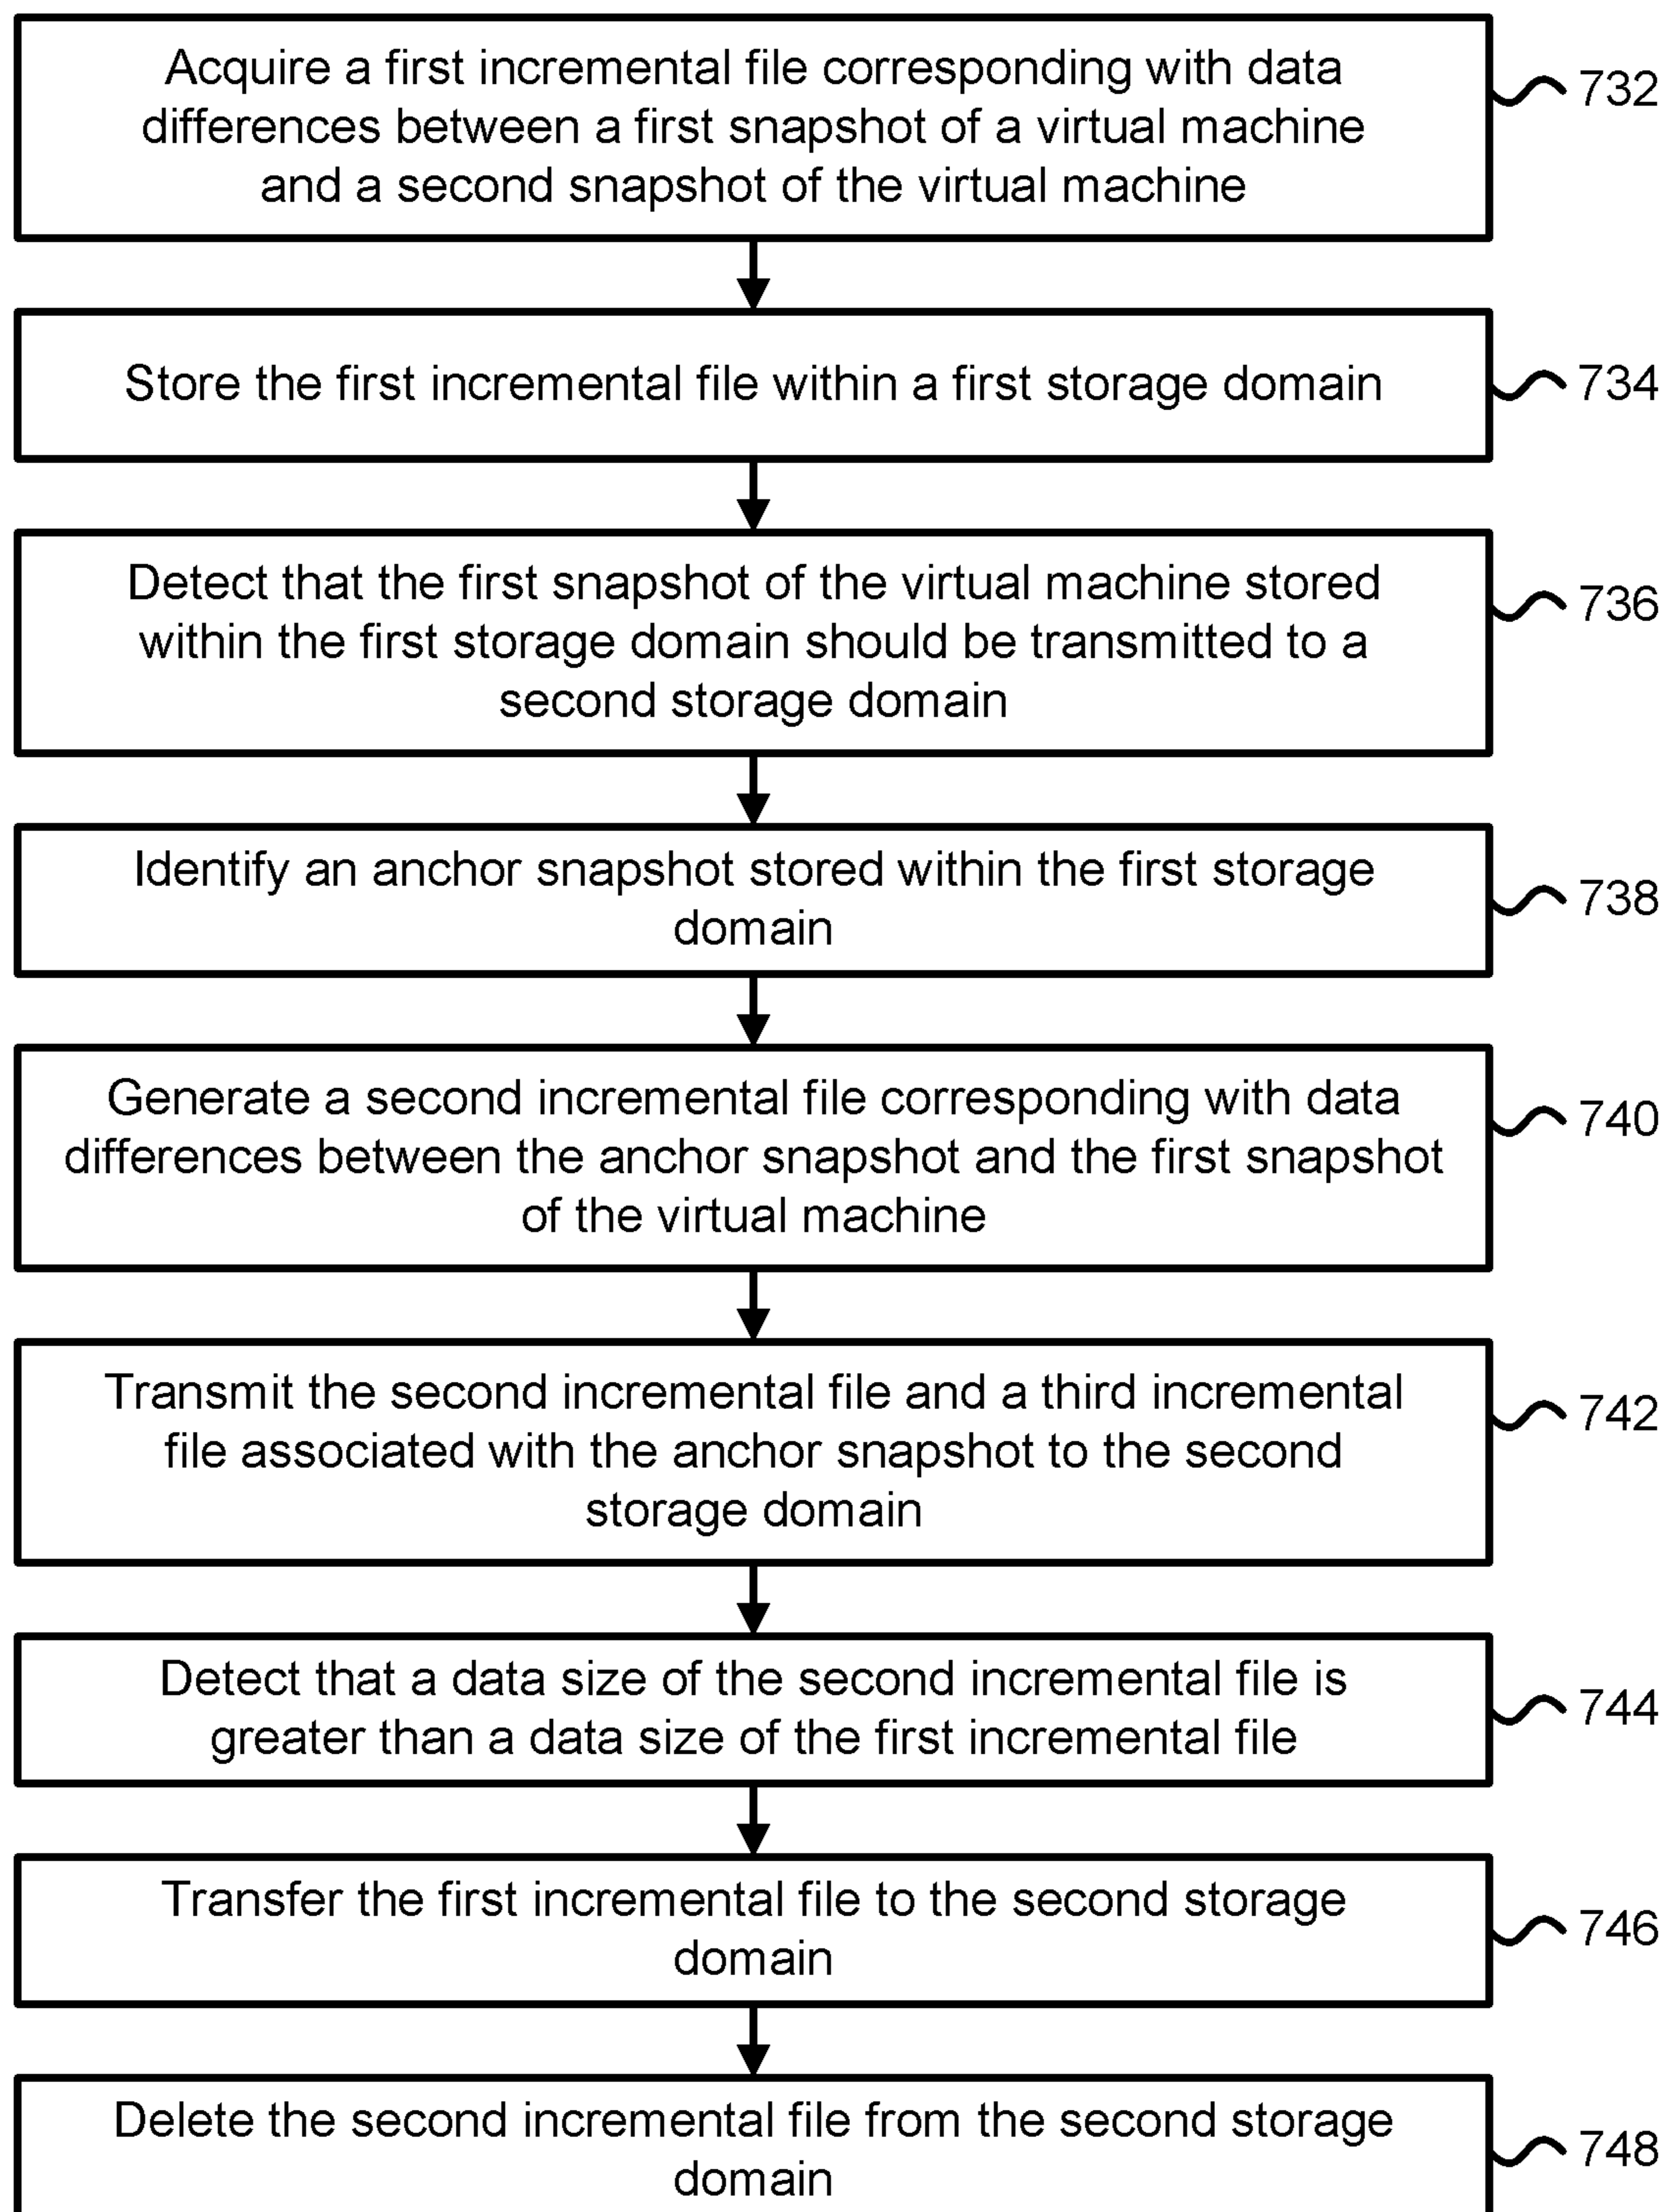 Acquire a first incremental file corresponding with data
differences between a first snapshot of a virtual machine
and a second snapshot of the virtual machine
732
Store the first incremental file within a first storage domain
734
Detect that the first snapshot of the virtual machine stored
within the first storage domain should be transmitted to a
second storage domain
736
Identify an anchor snapshot stored within the first storage
domain
738
Generate a second incremental file corresponding with data
differences between the anchor snapshot and the first snapshot
of the virtual machine
740
Transmit the second incremental file and a third incremental
file associated with the anchor snapshot to the second
storage domain
742
Detect that a data size of the second incremental file is
greater than a data size of the first incremental file
744
Transfer the first incremental file to the second storage
domain
746
Delete the second incremental file from the second storage
domain
748